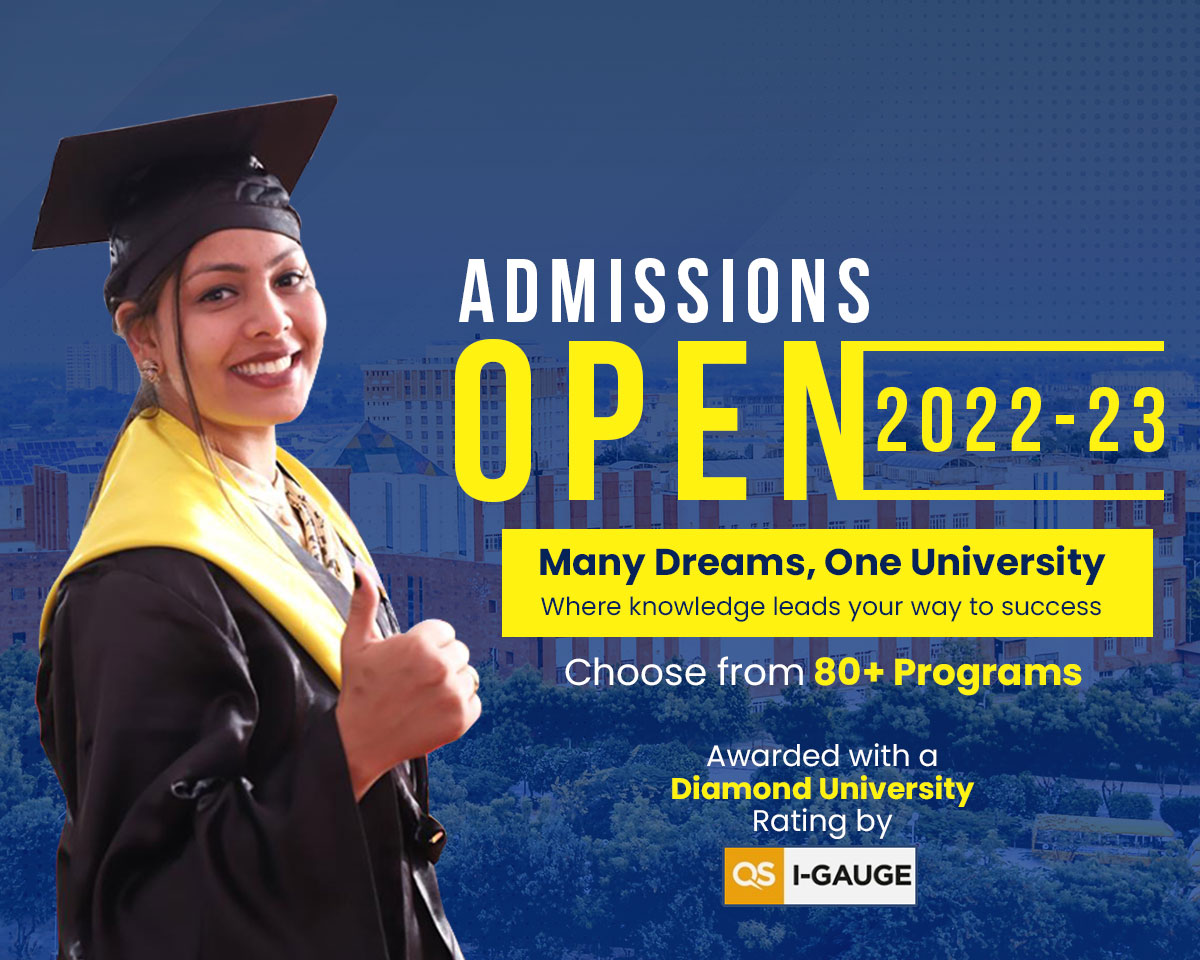 ADMISSIONS
OPEN 2022-23
Many Dreams, One University
Where knowledge leads your way to success
Choose from 80+ Programs
Awarded with a
Diamond University
Rating by
QS I-GAUGE